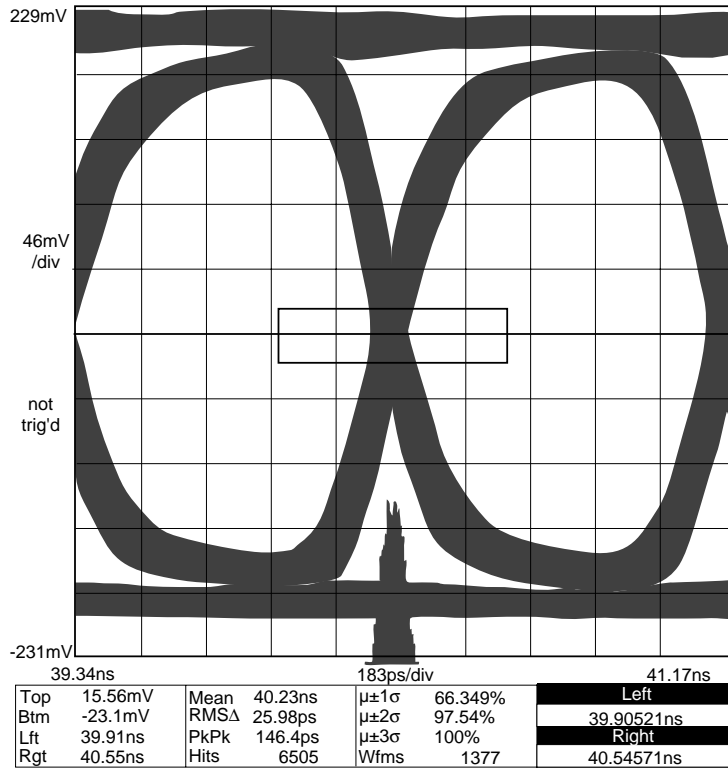 229mV
46mV
/div
not
trig'd
-231mV
39.34ns 183ps/div 41.17ns
Top 15.56mV Mean 40.23ns μ±1σ 66.349% Left
Btm -23.1mV RMSΔ 25.98ps μ±2σ 97.54% 39.90521ns
Lft 39.91ns PkPk 146.4ps μ±3σ 100% Right
Rgt 40.55ns Hits 6505 Wfms 1377 40.54571ns